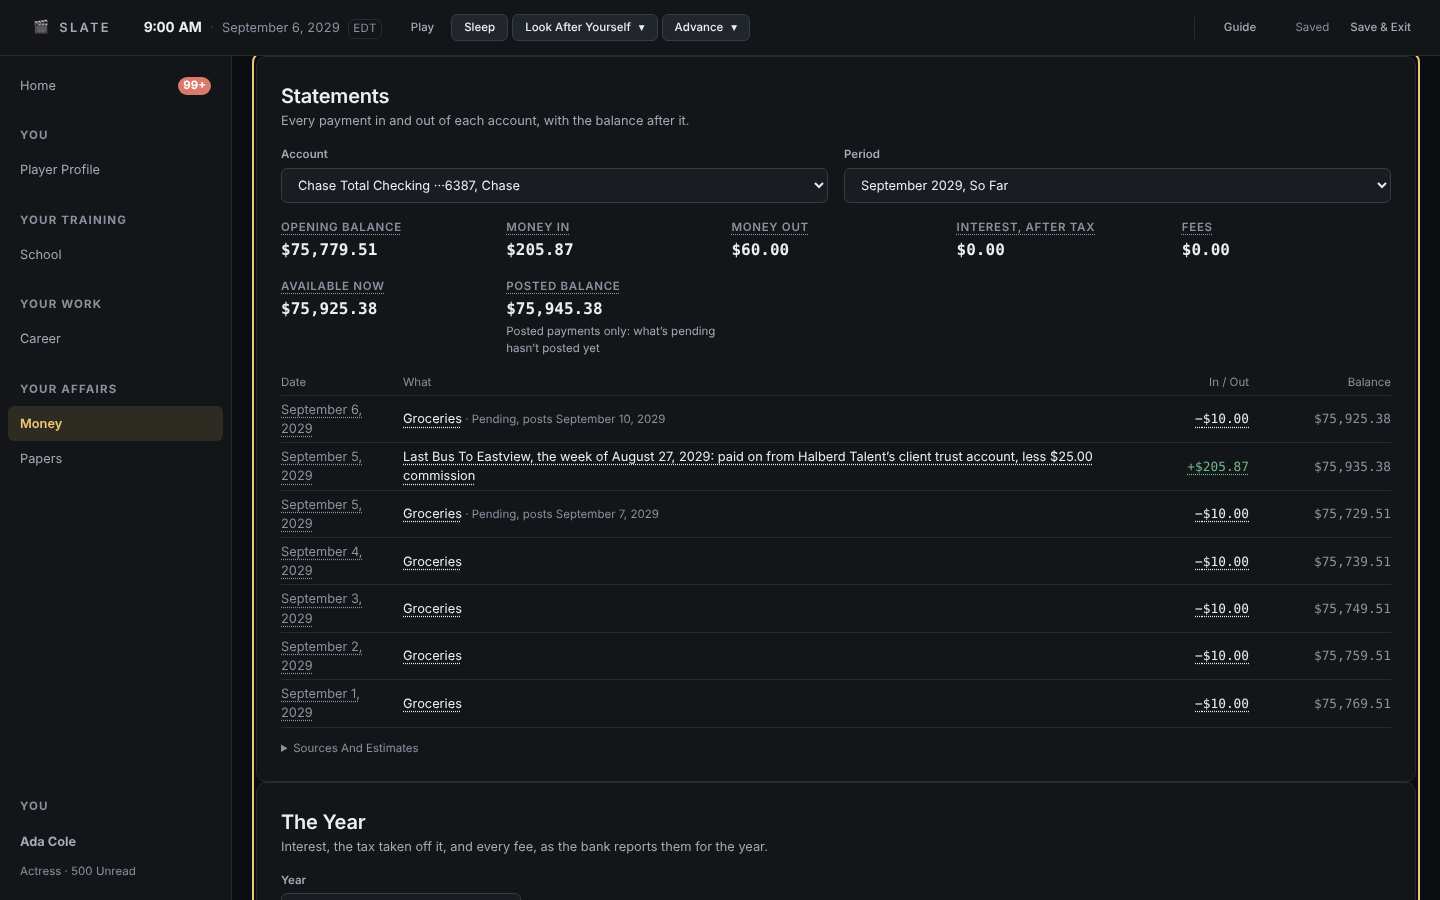 SLATE
9:00 AM · September 6, 2029 EDT
Play
Sleep
Look After Yourself ▾
Advance ▾
Guide
Saved
Save & Exit
Home
99+
YOU
Player Profile
YOUR TRAINING
School
YOUR WORK
Career
YOUR AFFAIRS
Money
Papers
YOU
Ada Cole
Actress · 500 Unread
Statements
Every payment in and out of each account, with the balance after it.
Account
Period
Chase Total Checking ···6387, Chase
September 2029, So Far
OPENING BALANCE
MONEY IN
MONEY OUT
INTEREST, AFTER TAX
FEES
$75,779.51
$205.87
$60.00
$0.00
$0.00
AVAILABLE NOW
POSTED BALANCE
$75,925.38
$75,945.38
Posted payments only: what's pending
hasn't posted yet
Date
What
In / Out
Balance
September 6,
2029
Groceries · Pending, posts September 10, 2029
−$10.00
$75,925.38
September 5,
2029
Last Bus To Eastview, the week of August 27, 2029: paid on from Halberd Talent's client trust account, less $25.00
commission
+$205.87
$75,935.38
September 5,
2029
Groceries · Pending, posts September 7, 2029
−$10.00
$75,729.51
September 4,
2029
Groceries
−$10.00
$75,739.51
September 3,
2029
Groceries
−$10.00
$75,749.51
September 2,
2029
Groceries
−$10.00
$75,759.51
September 1,
2029
Groceries
−$10.00
$75,769.51
▶ Sources And Estimates
The Year
Interest, the tax taken off it, and every fee, as the bank reports them for the year.
Year